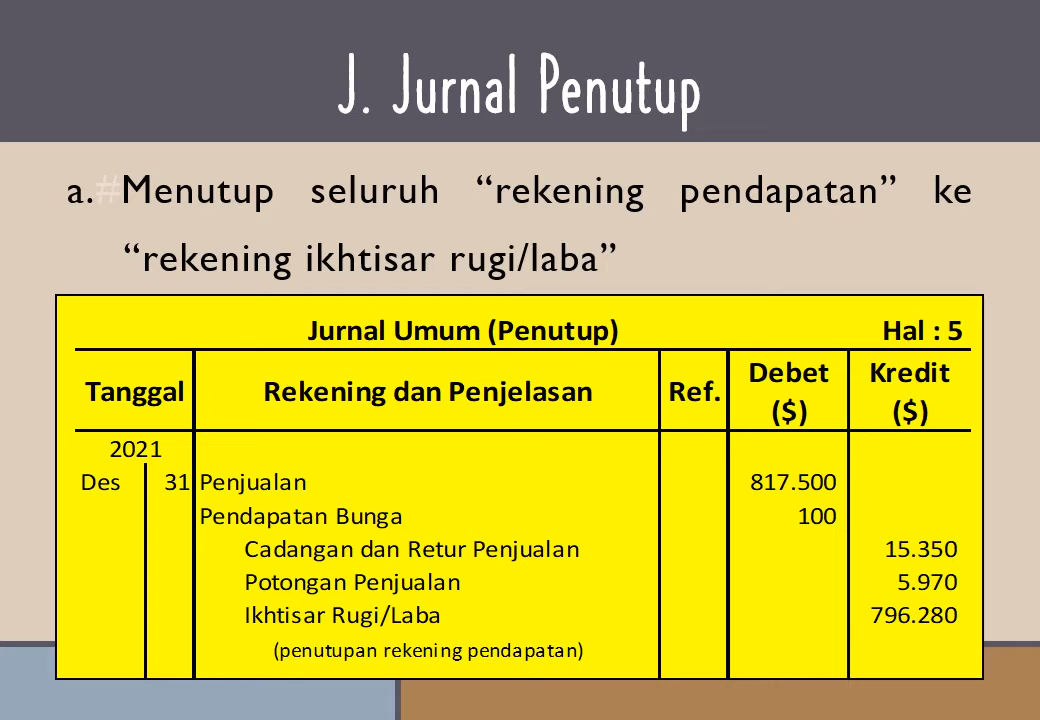 J. Jurnal Penutup
a.#Menutup seluruh “rekening pendapatan” ke
“rekening ikhtisar rugi/laba”
Jurnal Umum (Penutup) Hal : 5
Tanggal Rekening dan Penjelasan Ref. Debet ($) Kredit ($)
2021
Des 31 Penjualan 817.500
Pendapatan Bunga 100
Cadangan dan Retur Penjualan 15.350
Potongan Penjualan 5.970
Ikhtisar Rugi/Laba 796.280
(penutupan rekening pendapatan)